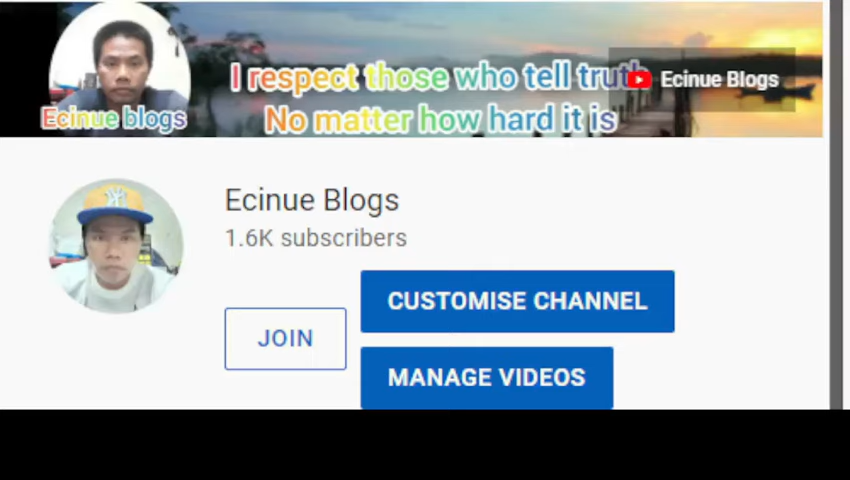 I respect those who tell truth
Ecinue Blogs
Ecinue blogs
No matter how hard it is
Ecinue Blogs
1.6K subscribers
CUSTOMISE CHANNEL
JOIN
MANAGE VIDEOS